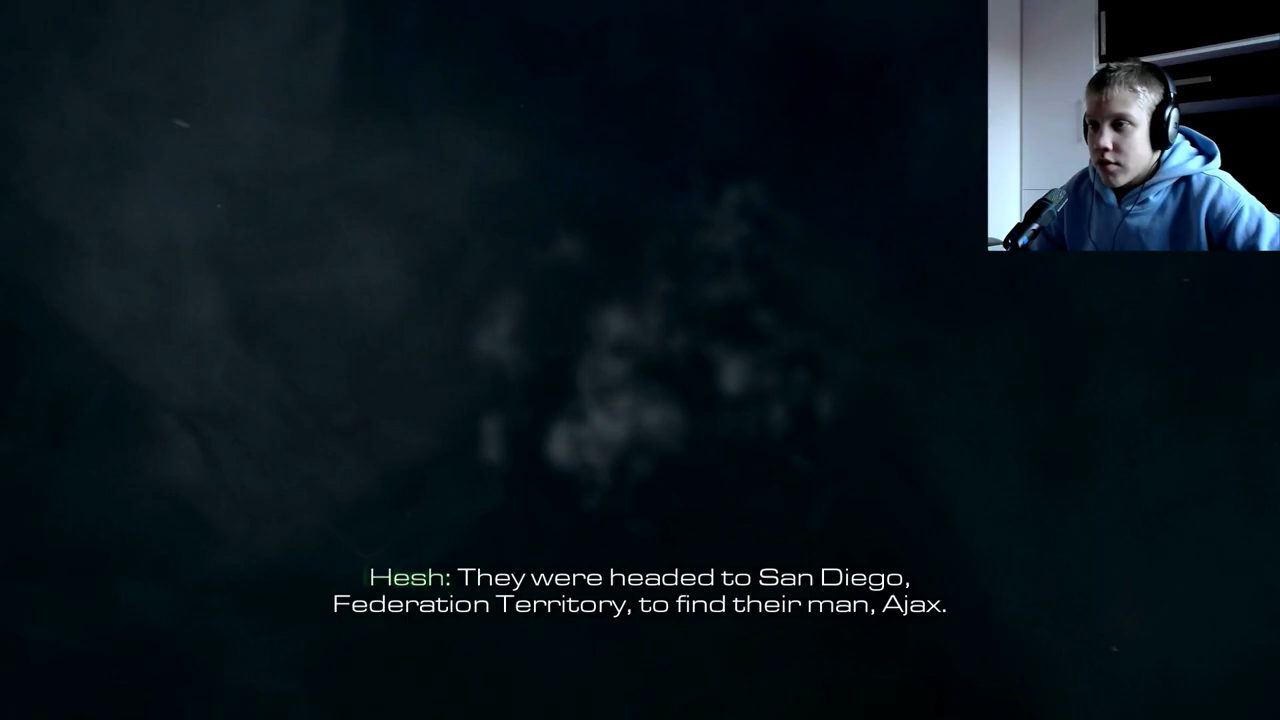 Hesh: They were headed to San Diego,
Federation Territory, to find their man, Ajax.